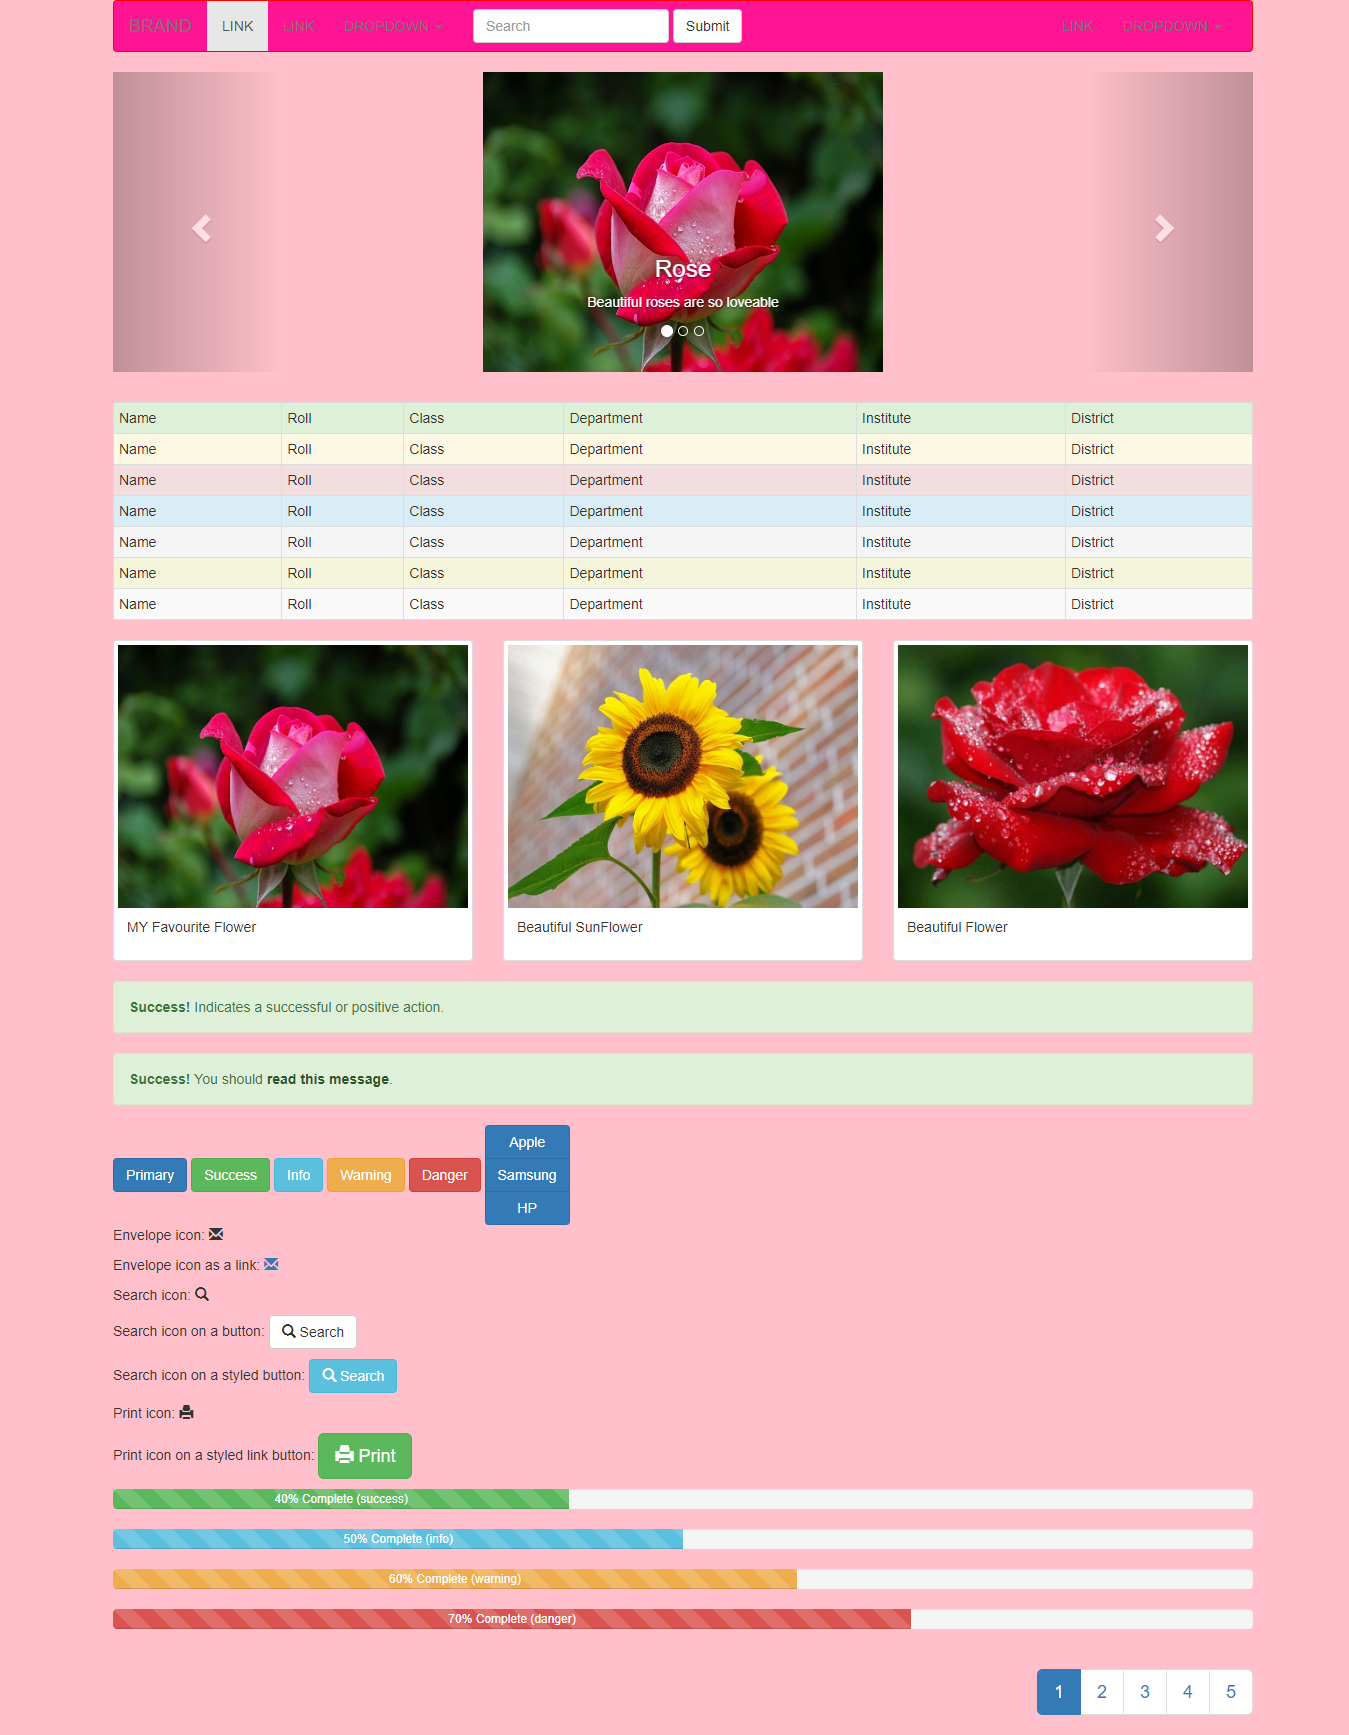 BRAND LINK LINK DROPDOWN Search Submit LINK DROPDOWN
Rose
Beautiful roses are so loveable
Name Roll Class Department Institute District
Name Roll Class Department Institute District
Name Roll Class Department Institute District
Name Roll Class Department Institute District
Name Roll Class Department Institute District
Name Roll Class Department Institute District
Name Roll Class Department Institute District
MY Favourite Flower Beautiful SunFlower Beautiful Flower
Success! Indicates a successful or positive action.
Success! You should read this message.
Apple
Primary Success Info Warning Danger Samsung
HP
Envelope icon:
Envelope icon as a link:
Search icon:
Search icon on a button: Search
Search icon on a styled button: Search
Print icon:
Print icon on a styled link button: Print
40% Complete (success)
50% Complete (info)
60% Complete (warning)
70% Complete (danger)
1 2 3 4 5